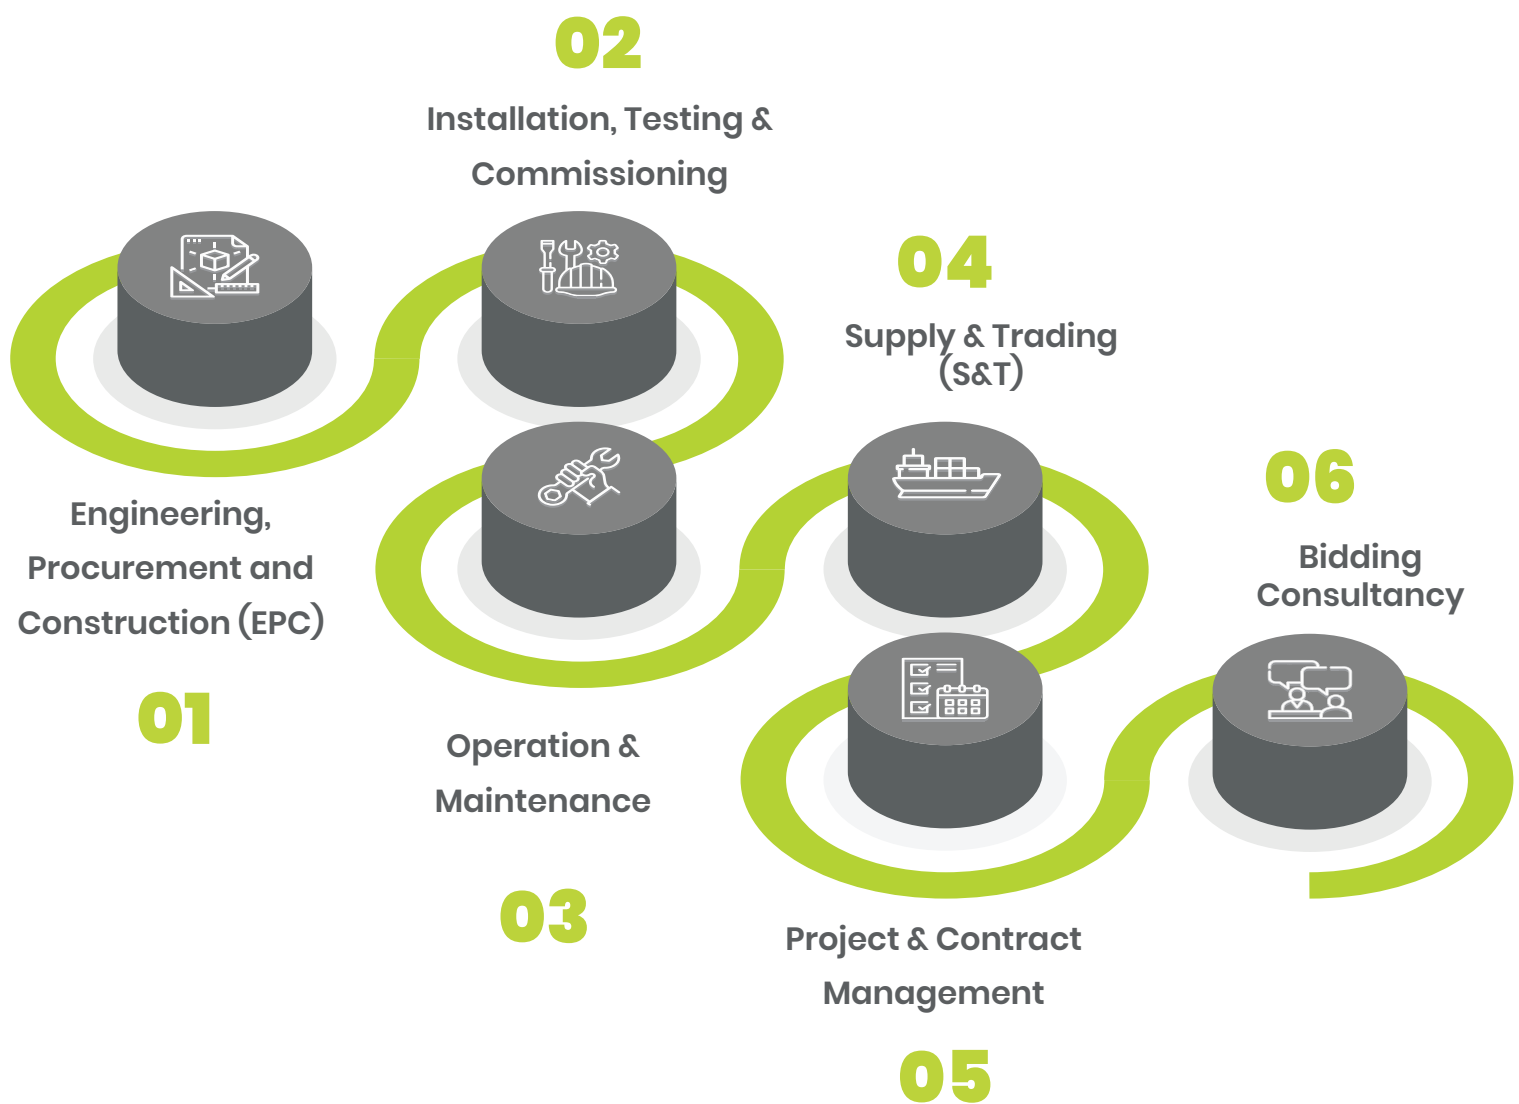 02
Installation, Testing &
Commissioning
Engineering,
Procurement and
Construction (EPC)
01
Operation &
Maintenance
03
04
Supply & Trading
(S&T)
Project & Contract
Management
05
06
Bidding
Consultancy